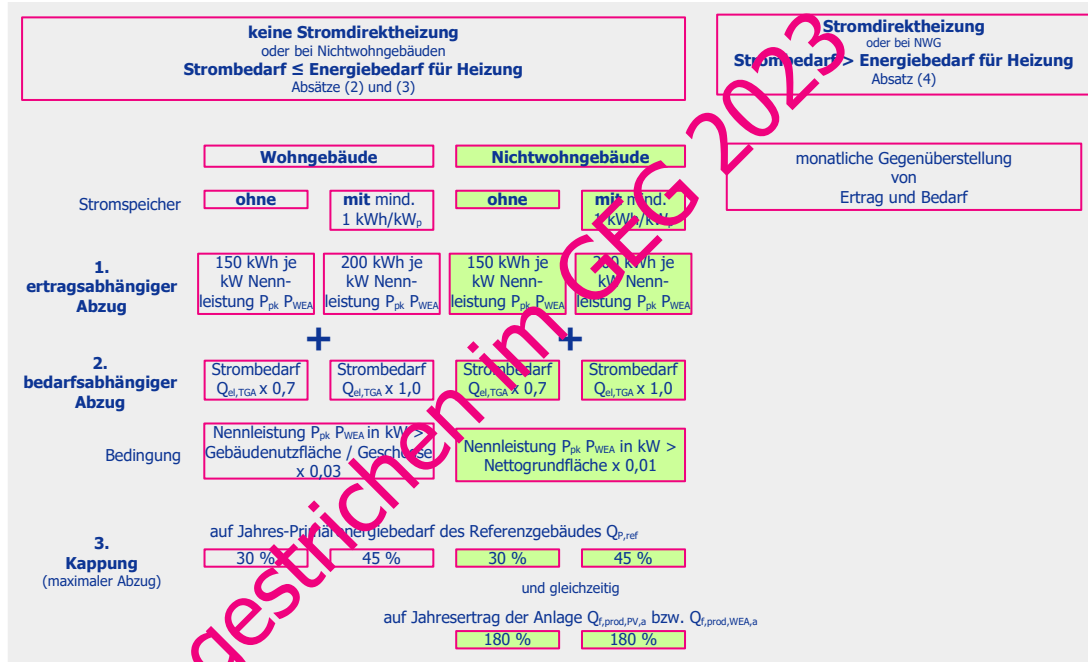 keine Stromdirektheizung
oder bei Nichtwohngebäuden
Strombedarf ≤ Energiebedarf für Heizung
Absätze (2) und (3)
Stromdirektheizung
oder bei NWG
Strombedarf > Energiebedarf für Heizung
Absatz (4)
Wohngebäude
Nichtwohngebäude
monatliche Gegenüberstellung
von
Ertrag und Bedarf
Stromspeicher
ohne
mit mind.
1 kWh/kWp
ohne
mit mind.
1 kWh/kWp
1.
ertragsabhängiger
Abzug
150 kWh je
kW Nenn-
leistung Ppk PWEA
200 kWh je
kW Nenn-
leistung Ppk PWEA
150 kWh je
kW Nenn-
leistung Ppk PWEA
200 kWh je
kW Nenn-
leistung Ppk PWEA
+
+
2.
bedarfsabhängiger
Abzug
Strombedarf
Qel,TGA x 0,7
Strombedarf
Qel,TGA x 1,0
Strombedarf
Qel,TGA x 0,7
Strombedarf
Qel,TGA x 1,0
Bedingung
Nennleistung Ppk PWEA in kW >
Gebäudenutzfläche / Geschosse
x 0,03
Nennleistung Ppk PWEA in kW >
Nettogrundfläche x 0,01
3.
Kappung
(maximaler Abzug)
auf Jahres-Primärenergiebedarf des Referenzgebäudes QP,ref
30 %
45 %
30 %
45 %
und gleichzeitig
auf Jahresertrag der Anlage Qf,prod,PV,a bzw. Qf,prod,WEA,a
180 %
180 %
gestrichen im GEG 2023